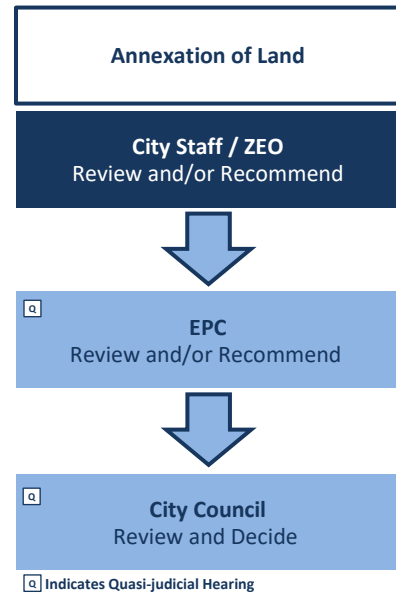 Annexation of Land
City Staff / ZEO
Review and/or Recommend
Q
EPC
Review and/or Recommend
Q
City Council
Review and Decide
Q Indicates Quasi-judicial Hearing